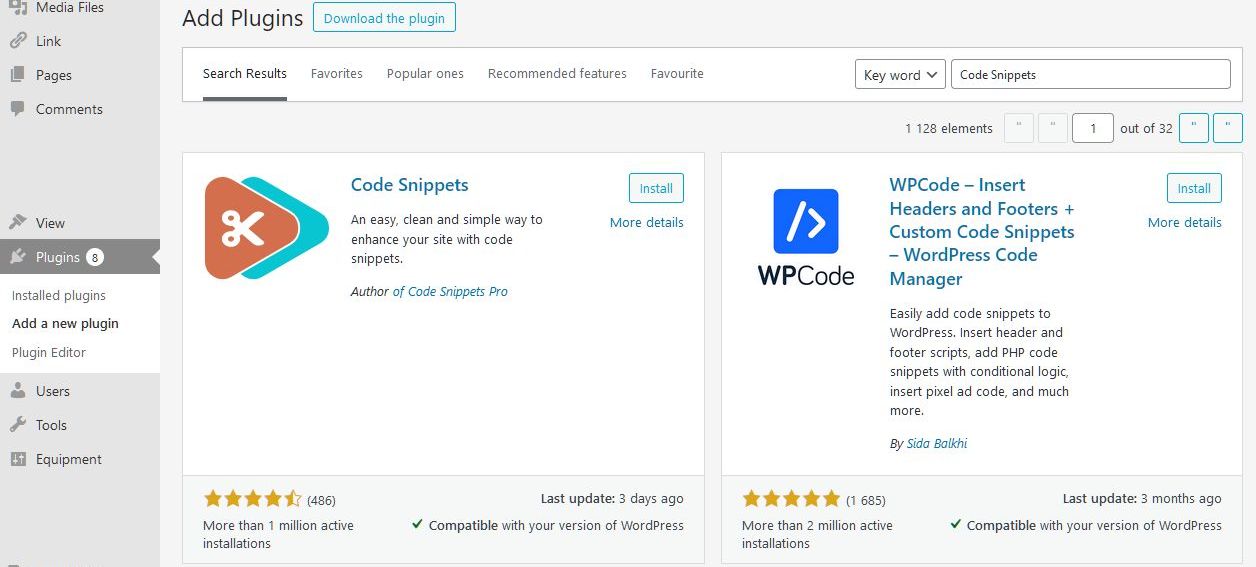 Media Files
Link
Pages
Comments
View
Plugins 8
Installed plugins
Add a new plugin
Plugin Editor
Users
Tools
Equipment
Add Plugins Download the plugin
Search Results Favorites Popular ones Recommended features Favourite Key word Code Snippets
1 128 elements " " 1 out of 32 " "
Code Snippets
Install
More details
An easy, clean and simple way to
enhance your site with code
snippets.
Author of Code Snippets Pro
(486)
Last update: 3 days ago
More than 1 million active
installations
Compatible with your version of WordPress
WPCode
WPCode – Insert
Headers and Footers +
Custom Code Snippets
– WordPress Code
Manager
Install
More details
Easily add code snippets to
WordPress. Insert header and
footer scripts, add PHP code
snippets with conditional logic,
insert pixel ad code, and much
more.
By Sida Balkhi
(1 685)
Last update: 3 months ago
More than 2 million active
installations
Compatible with your version of WordPress